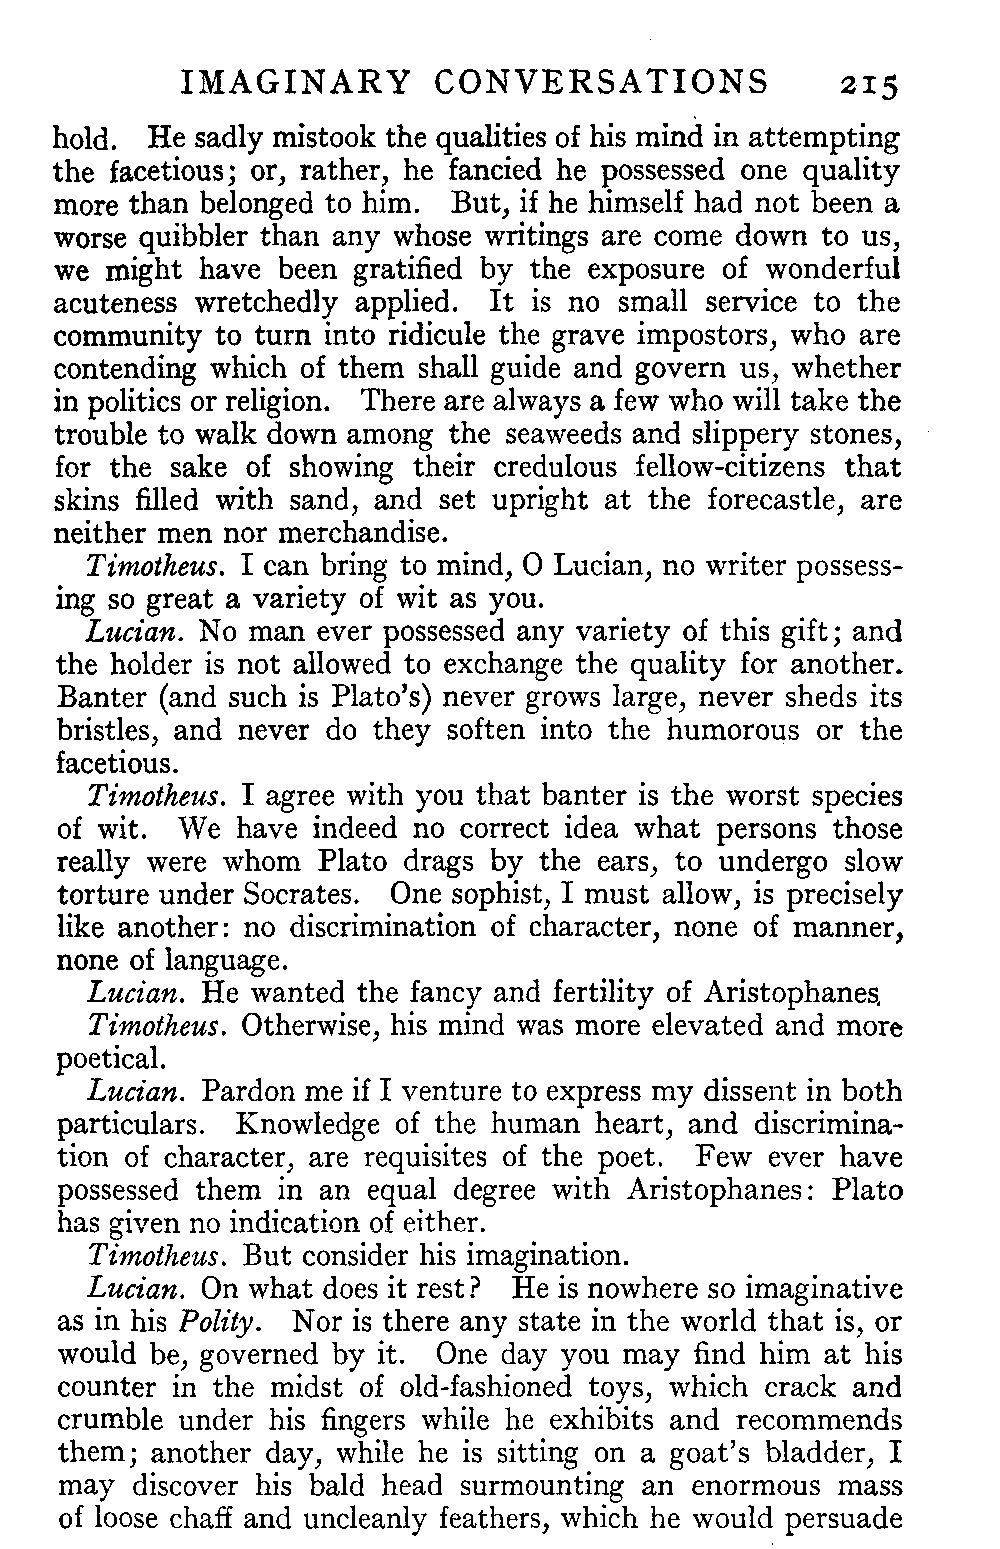 IMAGINARY CONVERSATIONS 215
hold. He sadly mistook the qualities of his mind in attempting
the facetious; or, rather, he fancied he possessed one quality
more than belonged to him. But, if he himself had not been a
worse quibbler than any whose writings are come down to us,
we might have been gratified by the exposure of wonderful
acuteness wretchedly applied. It is no small service to the
community to turn into ridicule the grave impostors, who are
contending which of them shall guide and govern us, whether
in politics or religion. There are always a few who will take the
trouble to walk down among the seaweeds and slippery stones,
for the sake of showing their credulous fellow-citizens that
skins filled with sand, and set upright at the forecastle, are
neither men nor merchandise.
Timotheus. I can bring to mind, O Lucian, no writer possess-
ing so great a variety of wit as you.
Lucian. No man ever possessed any variety of this gift; and
the holder is not allowed to exchange the quality for another.
Banter (and such is Plato's) never grows large, never sheds its
bristles, and never do they soften into the humorous or the
facetious.
Timotheus. I agree with you that banter is the worst species
of wit. We have indeed no correct idea what persons those
really were whom Plato drags by the ears, to undergo slow
torture under Socrates. One sophist, I must allow, is precisely
like another: no discrimination of character, none of manner,
none of language.
Lucian. He wanted the fancy and fertility of Aristophanes.
Timotheus. Otherwise, his mind was more elevated and more
poetical.
Lucian. Pardon me if I venture to express my dissent in both
particulars. Knowledge of the human heart, and discrimina-
tion of character, are requisites of the poet. Few ever have
possessed them in an equal degree with Aristophanes: Plato
has given no indication of either.
Timotheus. But consider his imagination.
Lucian. On what does it rest? He is nowhere so imaginative
as in his Polity. Nor is there any state in the world that is, or
would be, governed by it. One day you may find him at his
counter in the midst of old-fashioned toys, which crack and
crumble under his fingers while he exhibits and recommends
them; another day, while he is sitting on a goat's bladder, I
may discover his bald head surmounting an enormous mass
of loose chaff and uncleanly feathers, which he would persuade